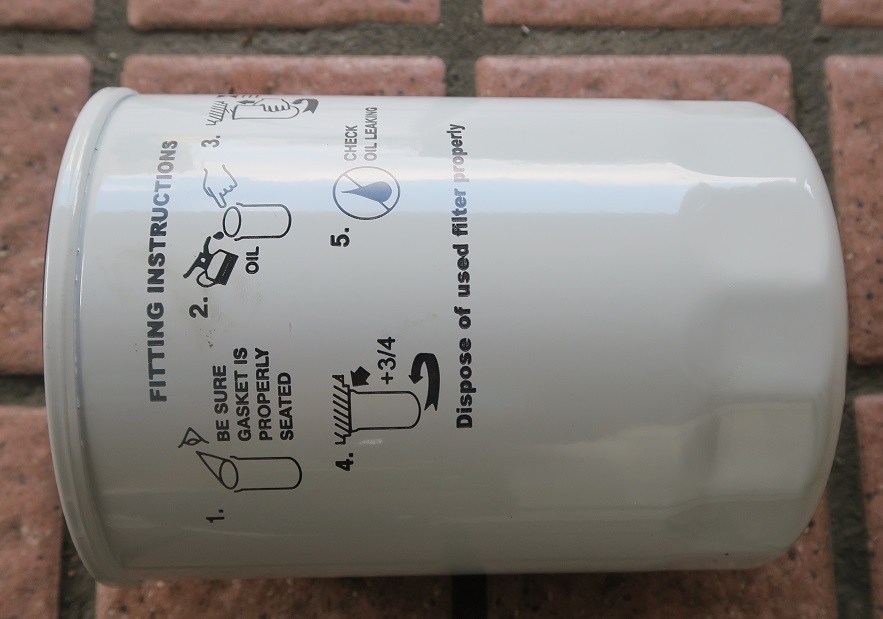 FITTING INSTRUCTIONS
1.
BE SURE
GASKET IS
PROPERLY
SEATED
2.
OIL
3.
4.
+3/4
5.
CHECK
OIL LEAKING
Dispose of used filter properly